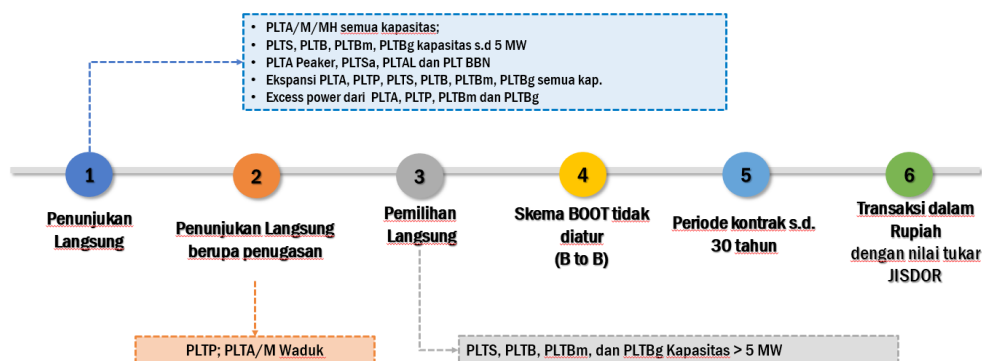 • PLTA/M/MH semua kapasitas;
• PLTS, PLTB, PLTBm, PLTBg kapasitas s.d 5 MW
• PLTA Peaker, PLTSa, PLTAL dan PLT BBN
• Ekspansi PLTA, PLTP, PLTS, PLTB, PLTBm, PLTBg semua kap.
• Excess power dari PLTA, PLTP, PLTBm dan PLTBg
1
Penunjukan
Langsung
2
Penunjukan Langsung
berupa penugasan
3
Pemilihan
Langsung
4
Skema BOOT tidak
diatur
(B to B)
5
Periode kontrak s.d.
30 tahun
6
Transaksi dalam
Rupiah
dengan nilai tukar
JISDOR
PLTP; PLTA/M Waduk
PLTS, PLTB, PLTBm, dan PLTBg Kapasitas > 5 MW